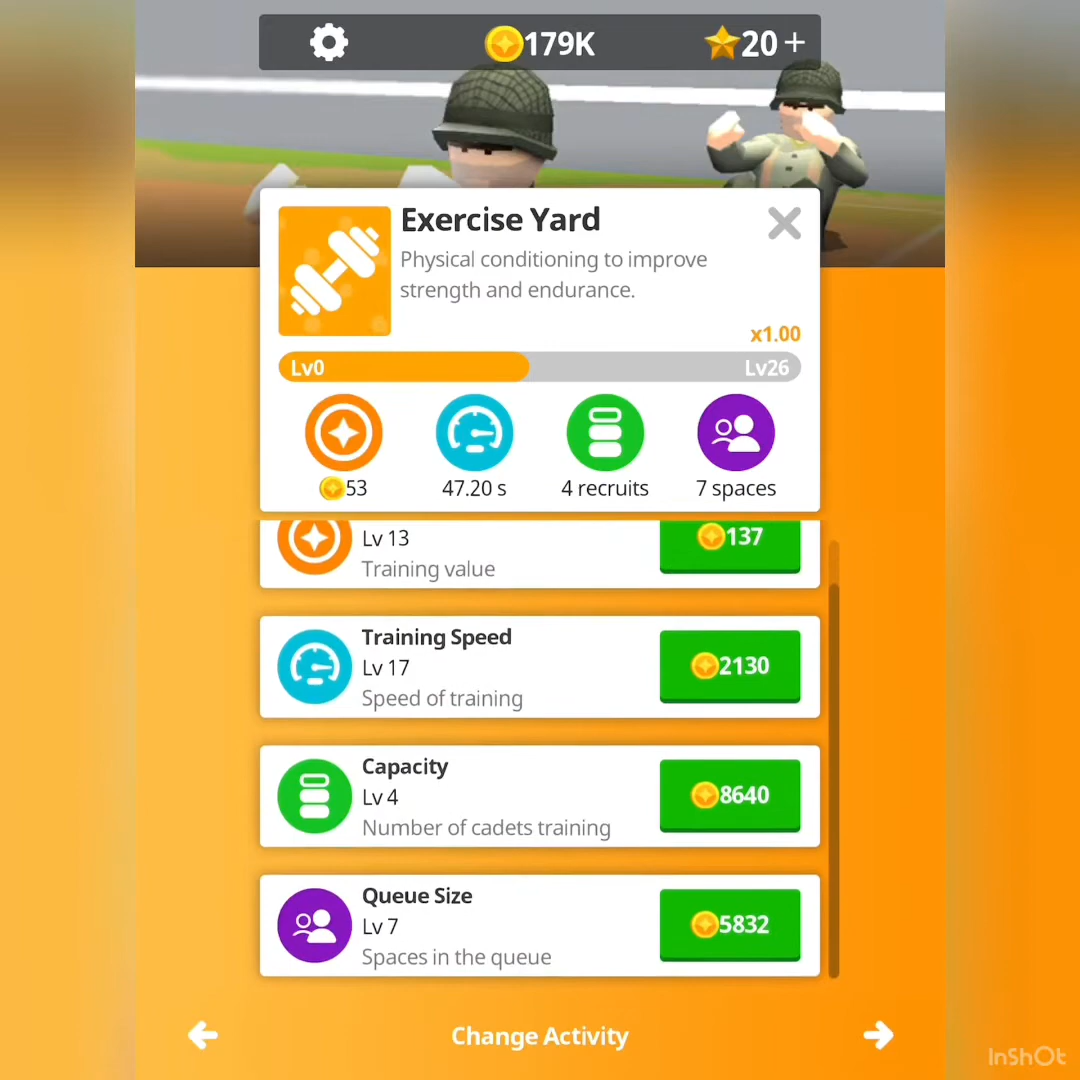 179K
20 +
Exercise Yard
Physical conditioning to improve
strength and endurance.
x1.00
Lv0
Lv26
53
47.20 s
4 recruits
7 spaces
Lv 13
137
Training value
Training Speed
Lv 17
2130
Speed of training
Capacity
Lv 4
8640
Number of cadets training
Queue Size
Lv 7
5832
Spaces in the queue
Change Activity
InShOt